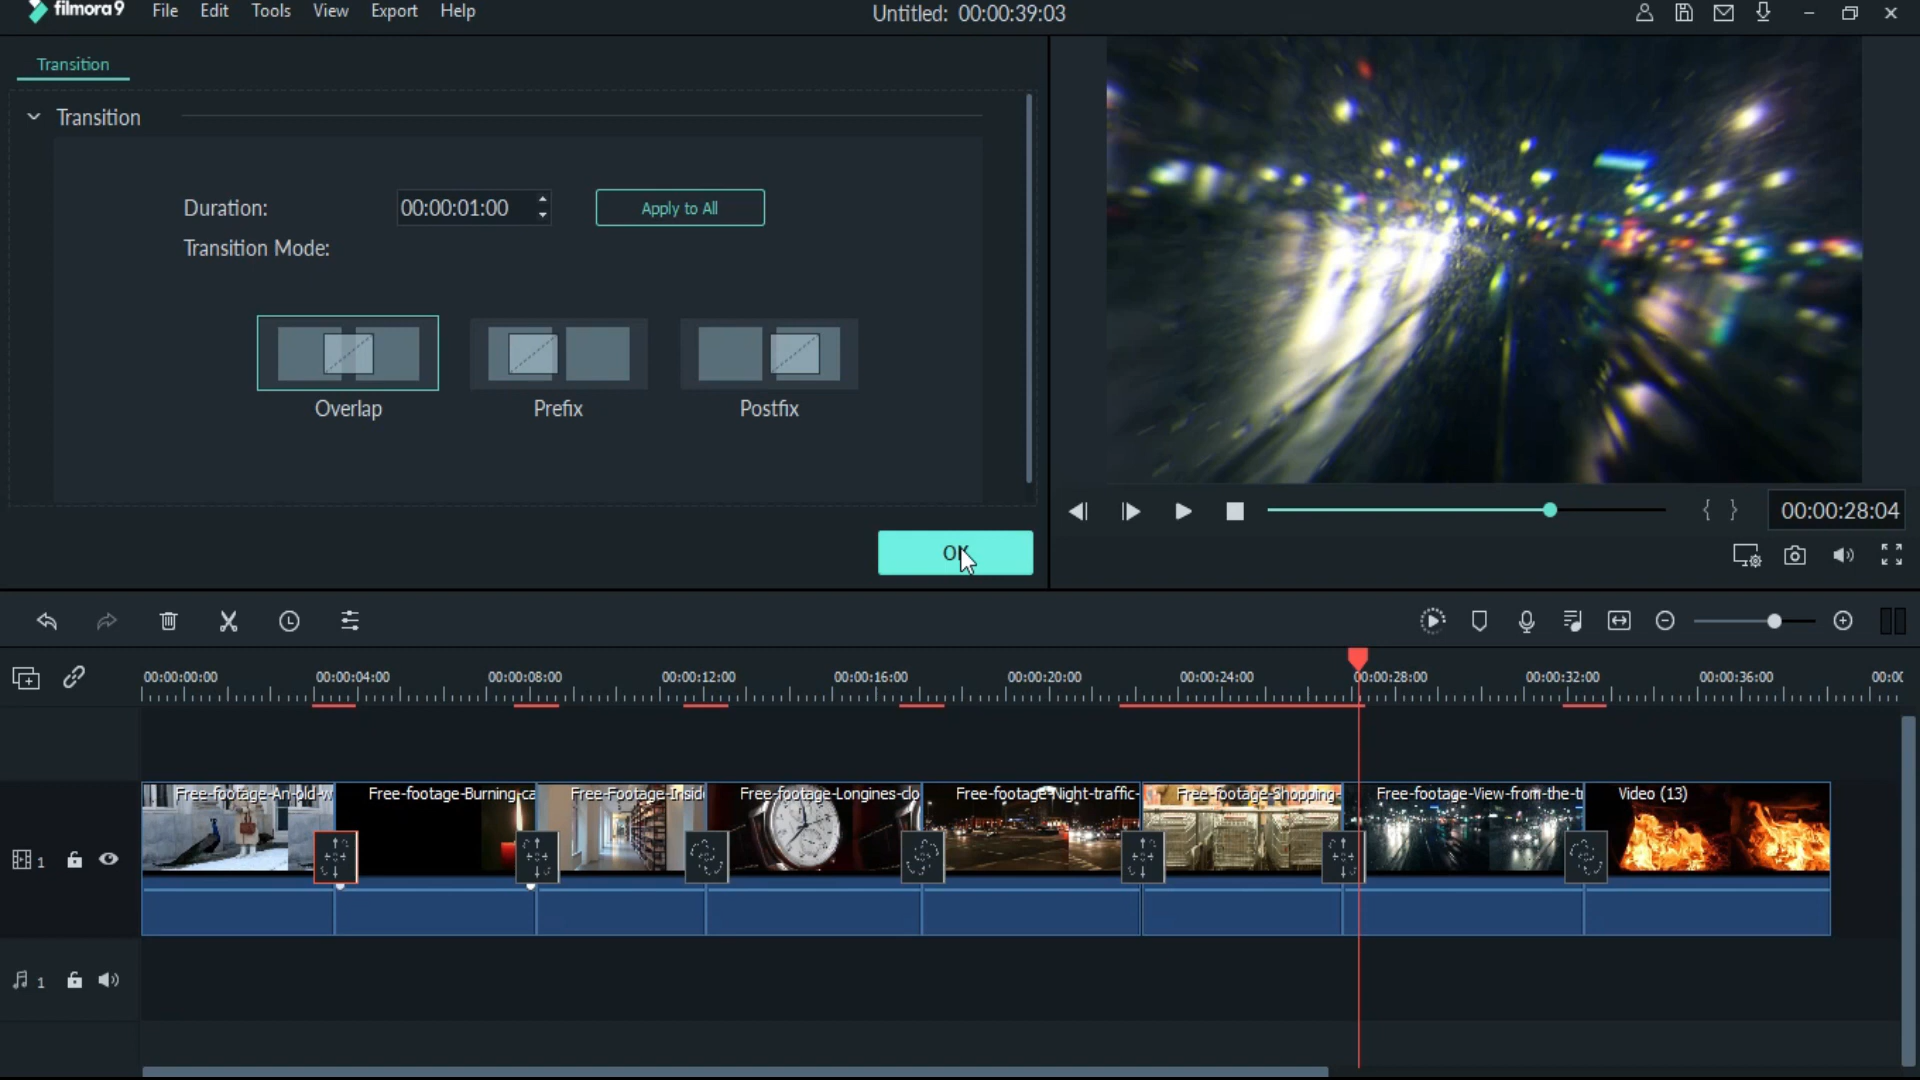 filmora9 File Edit Tools View Export Help Untitled: 00:00:39:03
Transition
Transition
Duration: 00:00:01:00 Apply to All
Transition Mode:
Overlap Prefix Postfix
OK
00:00:28:04
00:00:00:00 00:00:04:00 00:00:08:00 00:00:12:00 00:00:16:00 00:00:20:00 00:00:24:00 00:00:28:00 00:00:32:00 00:00:36:00 00:0
Free-footage-An-old-w Free-footage-Burning-ca Free-Footage-Insid Free-footage-Longines-clo Free-footage-Night-traffic- Free-footage-Shopping- Free-footage-View-from-the-t Video (13)
1
1